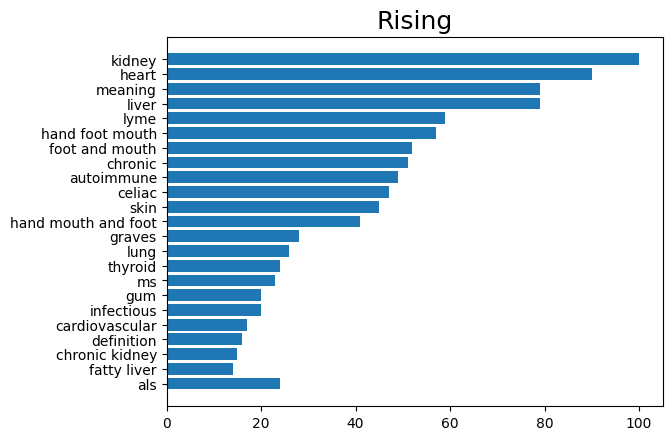 Rising
kidney
heart
meaning
liver
lyme
hand foot mouth
foot and mouth
chronic
autoimmune
celiac
skin
hand mouth and foot
graves
lung
thyroid
ms
gum
infectious
cardiovascular
definition
chronic kidney
fatty liver
als
0 20 40 60 80 100